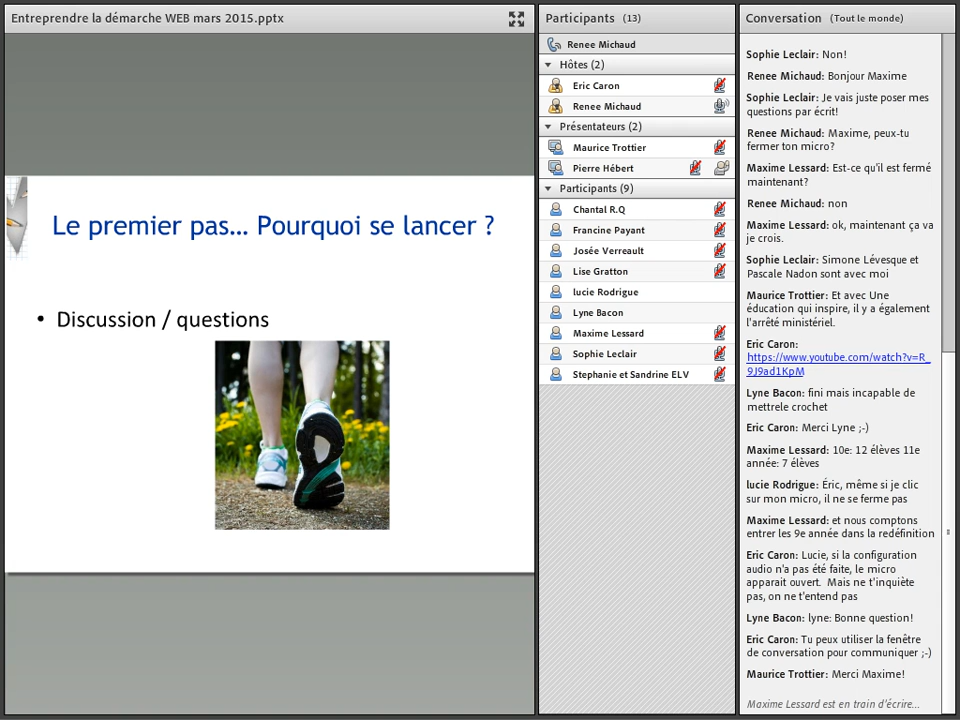 Entreprendre la démarche WEB mars 2015.pptx
Le premier pas... Pourquoi se lancer ?
• Discussion / questions
Participants (13)
Renee Michaud
Hôtes (2)
Eric Caron
Renee Michaud
Présentateurs (2)
Maurice Trottier
Pierre Hébert
Participants (9)
Chantal R.Q
Francine Payant
Josée Verreault
Lise Gratton
lucie Rodrigue
Lyne Bacon
Maxime Lessard
Sophie Leclair
Stephanie et Sandrine ELV
Conversation (Tout le monde)
Sophie Leclair: Non!
Renee Michaud: Bonjour Maxime
Sophie Leclair: Je vais juste poser mes
questions par écrit!
Renee Michaud: Maxime, peux-tu
fermer ton micro?
Maxime Lessard: Est-ce qu'il est fermé
maintenant?
Renee Michaud: non
Maxime Lessard: ok, maintenant ça va
je crois.
Sophie Leclair: Simone Lévesque et
Pascale Nadon sont avec moi
Maurice Trottier: Et avec Une
éducation qui inspire, il y a également
l'arrêté ministériel.
Eric Caron:
https://www.youtube.com/watch?v=R_
9J9ad1KpM
Lyne Bacon: fini mais incapable de
mettrele crochet
Eric Caron: Merci Lyne ;-)
Maxime Lessard: 10e: 12 élèves 11e
année: 7 élèves
lucie Rodrigue: Éric, même si je clic
sur mon micro, il ne se ferme pas
Maxime Lessard: et nous comptons
entrer les 9e année dans la redéfinition
Eric Caron: Lucie, si la configuration
audio n'a pas été faite, le micro
apparait ouvert.  Mais ne t'inquiète
pas, on ne t'entend pas
Lyne Bacon: lyne: Bonne question!
Eric Caron: Tu peux utiliser la fenêtre
de conversation pour communiquer ;-)
Maurice Trottier: Merci Maxime!
Maxime Lessard est en train d'écrire...